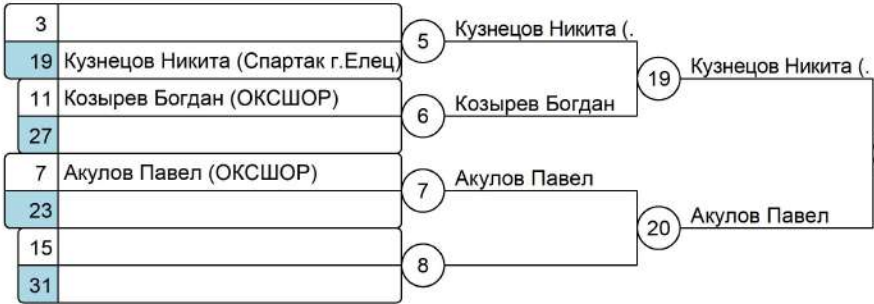 3
19 Кузнецов Никита (Спартак г.Елец)
11 Козырев Богдан (ОКСШОР)
27
7 Акулов Павел (ОКСШОР)
23
15
31
5 Кузнецов Никита (.
6 Козырев Богдан
7 Акулов Павел
8
19 Кузнецов Никита (.
20 Акулов Павел